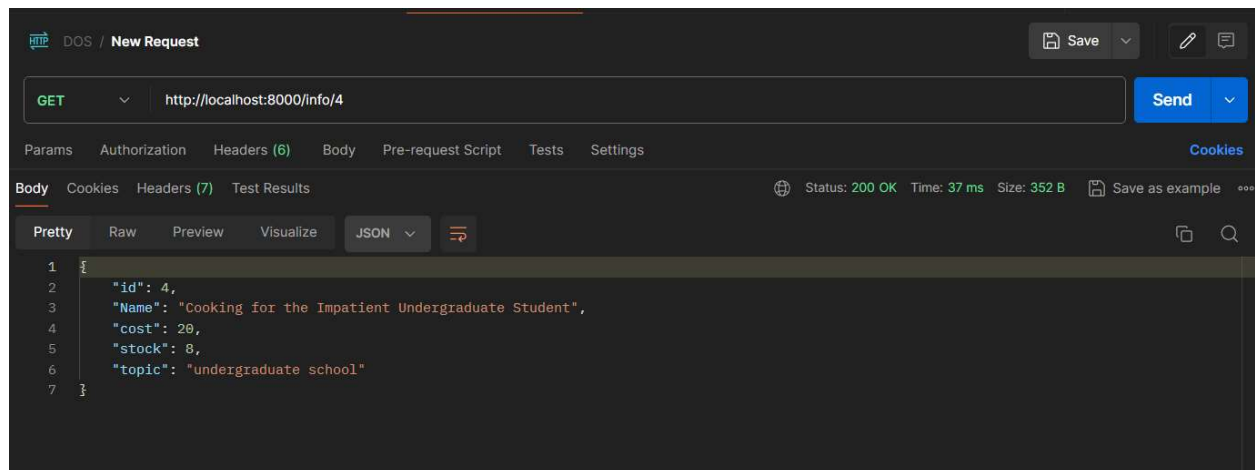 HTTP DOS / New Request Save
GET http://localhost:8000/info/4 Send
Params Authorization Headers (6) Body Pre-request Script Tests Settings Cookies
Body Cookies Headers (7) Test Results Status: 200 OK Time: 37 ms Size: 352 B Save as example
Pretty Raw Preview Visualize JSON
1 {
2 "id": 4,
3 "Name": "Cooking for the Impatient Undergraduate Student",
4 "cost": 20,
5 "stock": 8,
6 "topic": "undergraduate school"
7 }